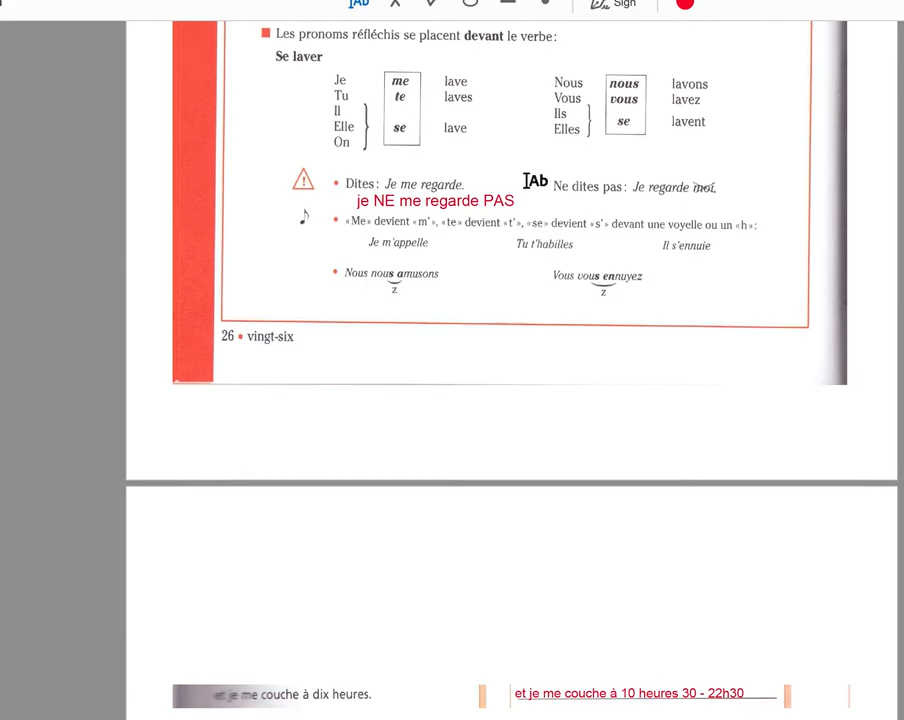 IAb Sign
Les pronoms réfléchis se placent devant le verbe:
Se laver
Je me lave
Tu te laves
Il
Elle se lave
On
Nous nous lavons
Vous vous lavez
Ils
Elles se lavent
• Dites: Je me regarde. IAb Ne dites pas: Je regarde moi.
je NE me regarde PAS
• «Me» devient «m'», «te» devient «t'», «se» devient «s'» devant une voyelle ou un «h»:
Je m'appelle Tu t'habilles Il s'ennuie
• Nous nous amusons Vous vous ennuyez
z z
26 • vingt-six
et je me couche à dix heures. et je me couche à 10 heures 30 - 22h30